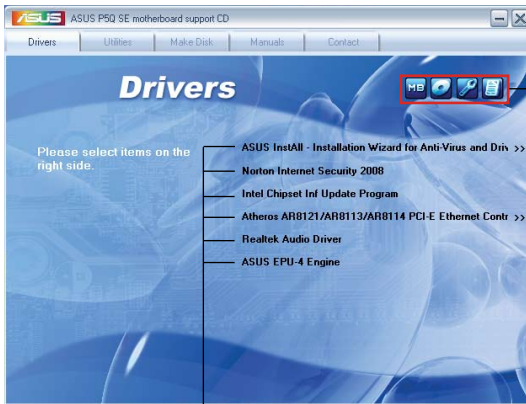 ASUS ASUS P5Q SE motherboard support CD
Drivers Utilities Make Disk Manuals Contact
Drivers
MB
Please select items on the
right side.
ASUS InstAll - Installation Wizard for Anti-Virus and Driv >>
Norton Internet Security 2008
Intel Chipset Inf Update Program
Atheros AR8121/AR8113/AR8114 PCI-E Ethernet Contr >>
Realtek Audio Driver
ASUS EPU-4 Engine